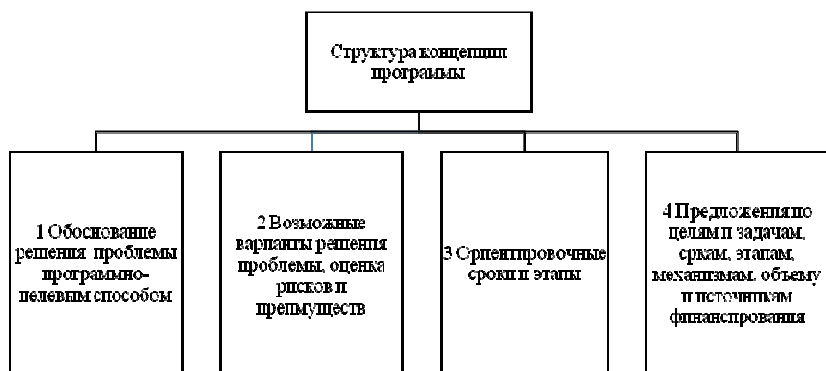 Структура концепции
программы
1 Обоснование
решения проблемы
программно-
целевым способом
2 Возможные
варианты решения
проблемы, оценка
рисков и
преимуществ
3 Ориентировочные
сроки и этапы
4 Предложения по
целям и задачам,
сркам, этапам,
механизмам, объему
и источникам
финансирования